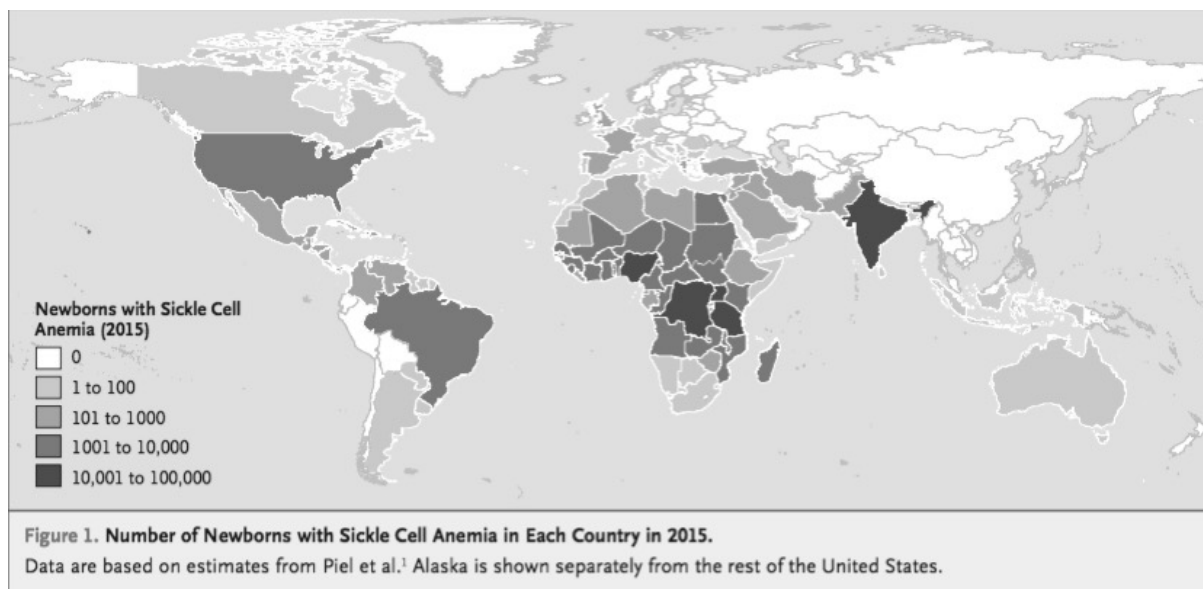 Newborns with Sickle Cell
Anemia (2015)
0
1 to 100
101 to 1000
1001 to 10,000
10,001 to 100,000
Figure 1. Number of Newborns with Sickle Cell Anemia in Each Country in 2015.
Data are based on estimates from Piel et al.¹ Alaska is shown separately from the rest of the United States.